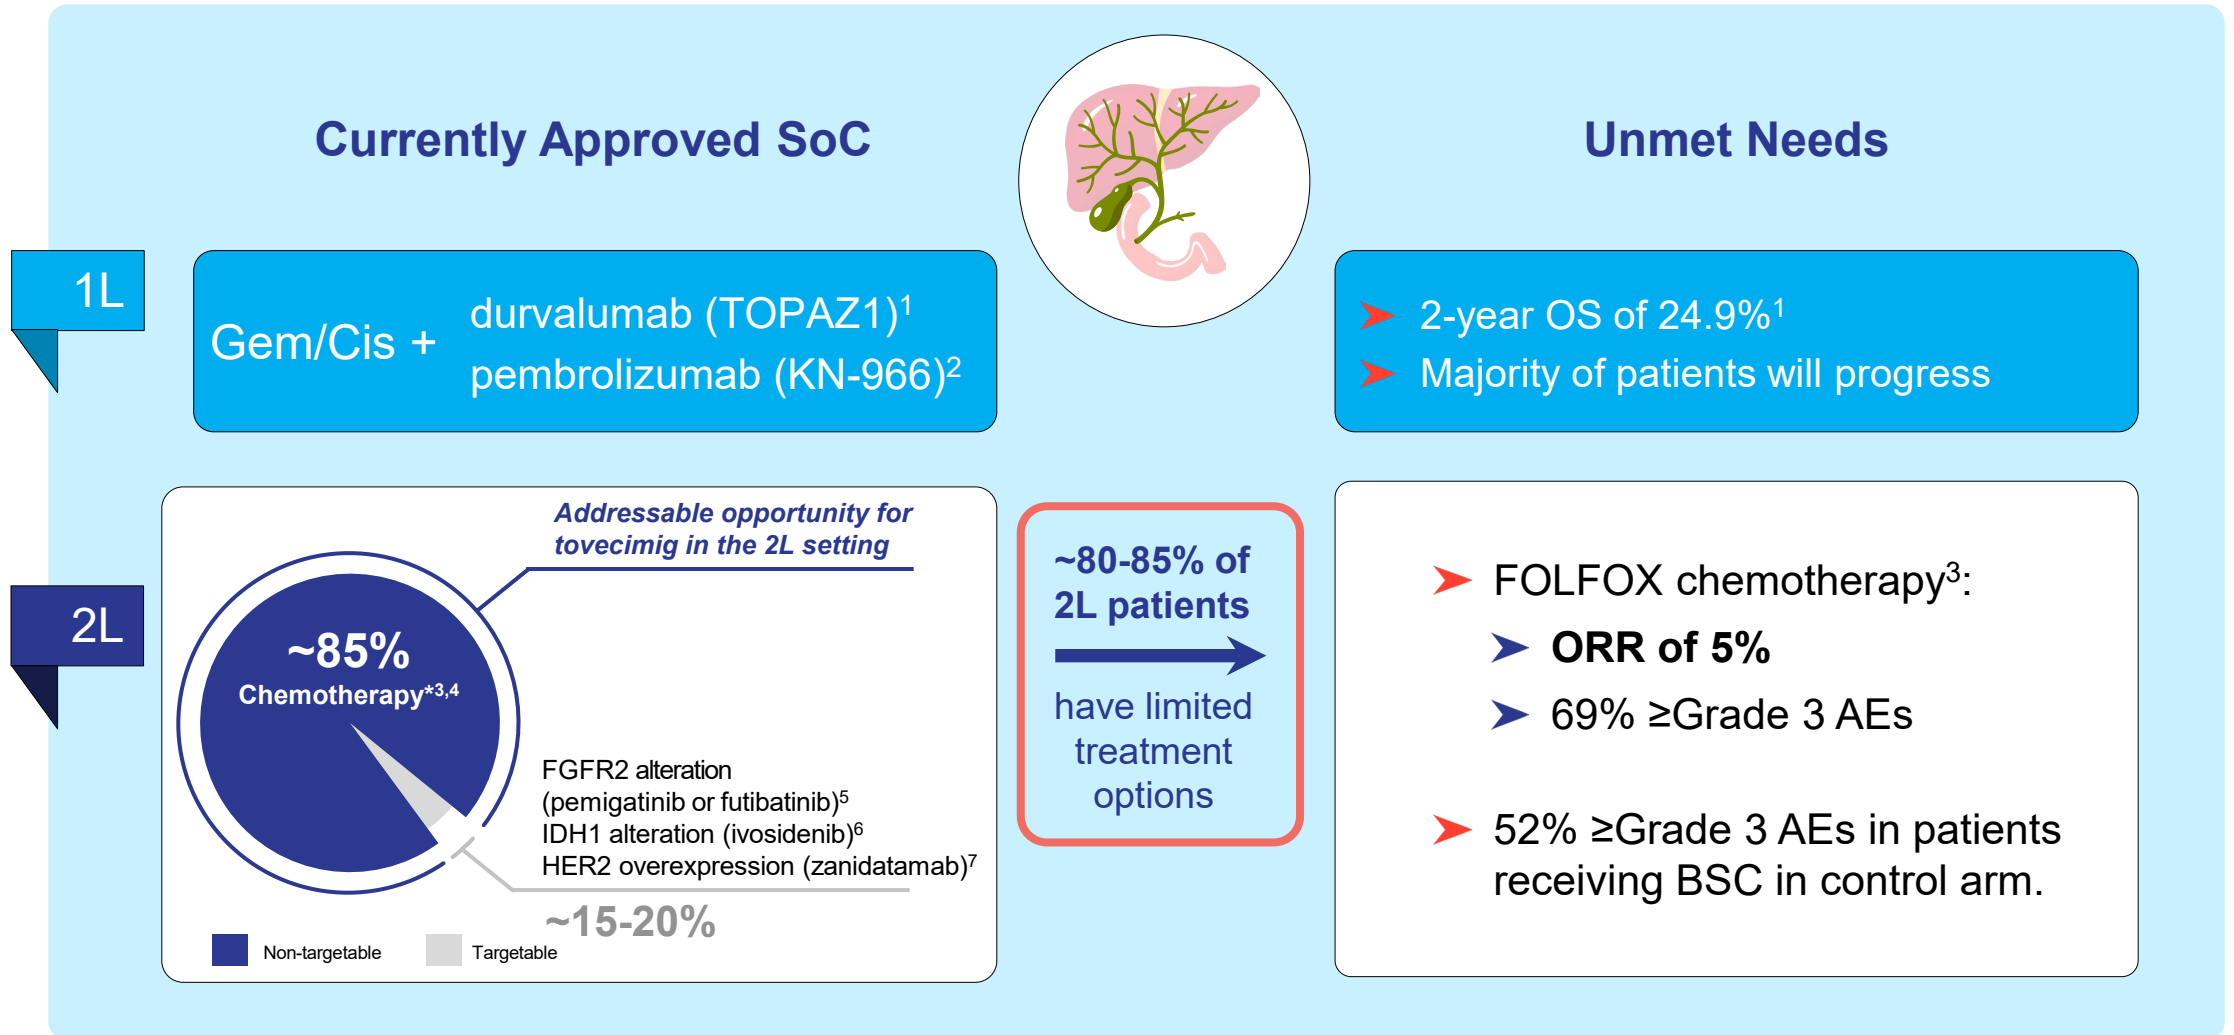 Currently Approved SoC
Unmet Needs
1L
Gem/Cis +
durvalumab (TOPAZ1)¹
pembrolizumab (KN-966)²
➤ 2-year OS of 24.9%¹
➤ Majority of patients will progress
2L
Addressable opportunity for
tovecimig in the 2L setting
~85%
Chemotherapy*³,⁴
FGFR2 alteration
(pemigatinib or futibatinib)⁵
IDH1 alteration (ivosidenib)⁶
HER2 overexpression (zanidatamab)⁷
~15-20%
Non-targetable
Targetable
~80-85% of
2L patients
have limited
treatment
options
➤ FOLFOX chemotherapy³:
➤ ORR of 5%
➤ 69% ≥Grade 3 AEs
➤ 52% ≥Grade 3 AEs in patients
receiving BSC in control arm.